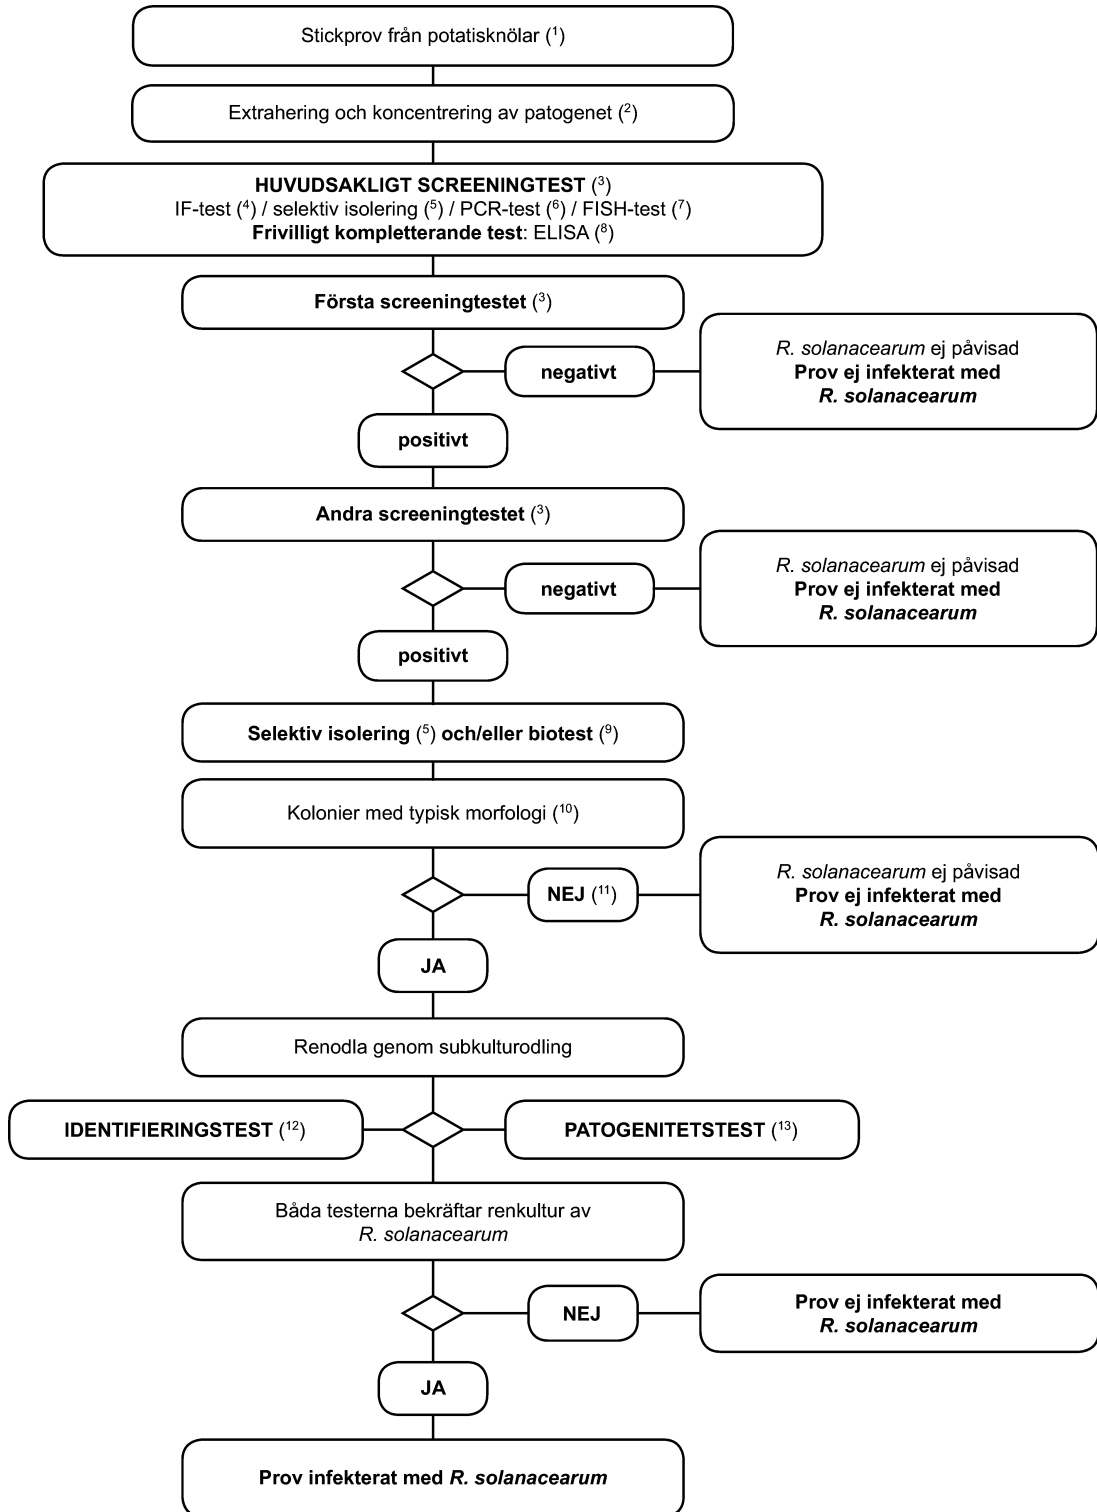 Stickprov från potatisknölar (¹)
Extrahering och koncentrering av patogenet (²)
HUVUDSAKLIGT SCREENINGTEST (³)
IF-test (⁴) / selektiv isolering (⁵) / PCR-test (⁶) / FISH-test (⁷)
Frivilligt kompletterande test: ELISA (⁸)
Första screeningtestet (³)
negativt
R. solanacearum ej påvisad
Prov ej infekterat med
R. solanacearum
positivt
Andra screeningtestet (³)
negativt
R. solanacearum ej påvisad
Prov ej infekterat med
R. solanacearum
positivt
Selektiv isolering (⁵) och/eller biotest (⁹)
Kolonier med typisk morfologi (¹⁰)
NEJ (¹¹)
R. solanacearum ej påvisad
Prov ej infekterat med
R. solanacearum
JA
Renodla genom subkulturodling
IDENTIFIERINGSTEST (¹²)
PATOGENITETSTEST (¹³)
Båda testerna bekräftar renkultur av
R. solanacearum
NEJ
Prov ej infekterat med
R. solanacearum
JA
Prov infekterat med R. solanacearum